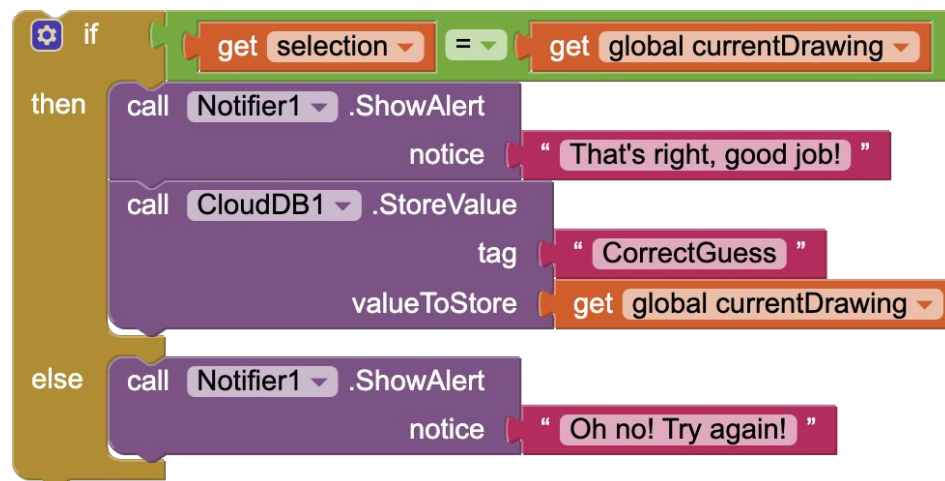 if get selection = get global currentDrawing
then call Notifier1 .ShowAlert
notice " That's right, good job! "
call CloudDB1 .StoreValue
tag " CorrectGuess "
valueToStore get global currentDrawing
else call Notifier1 .ShowAlert
notice " Oh no! Try again! "